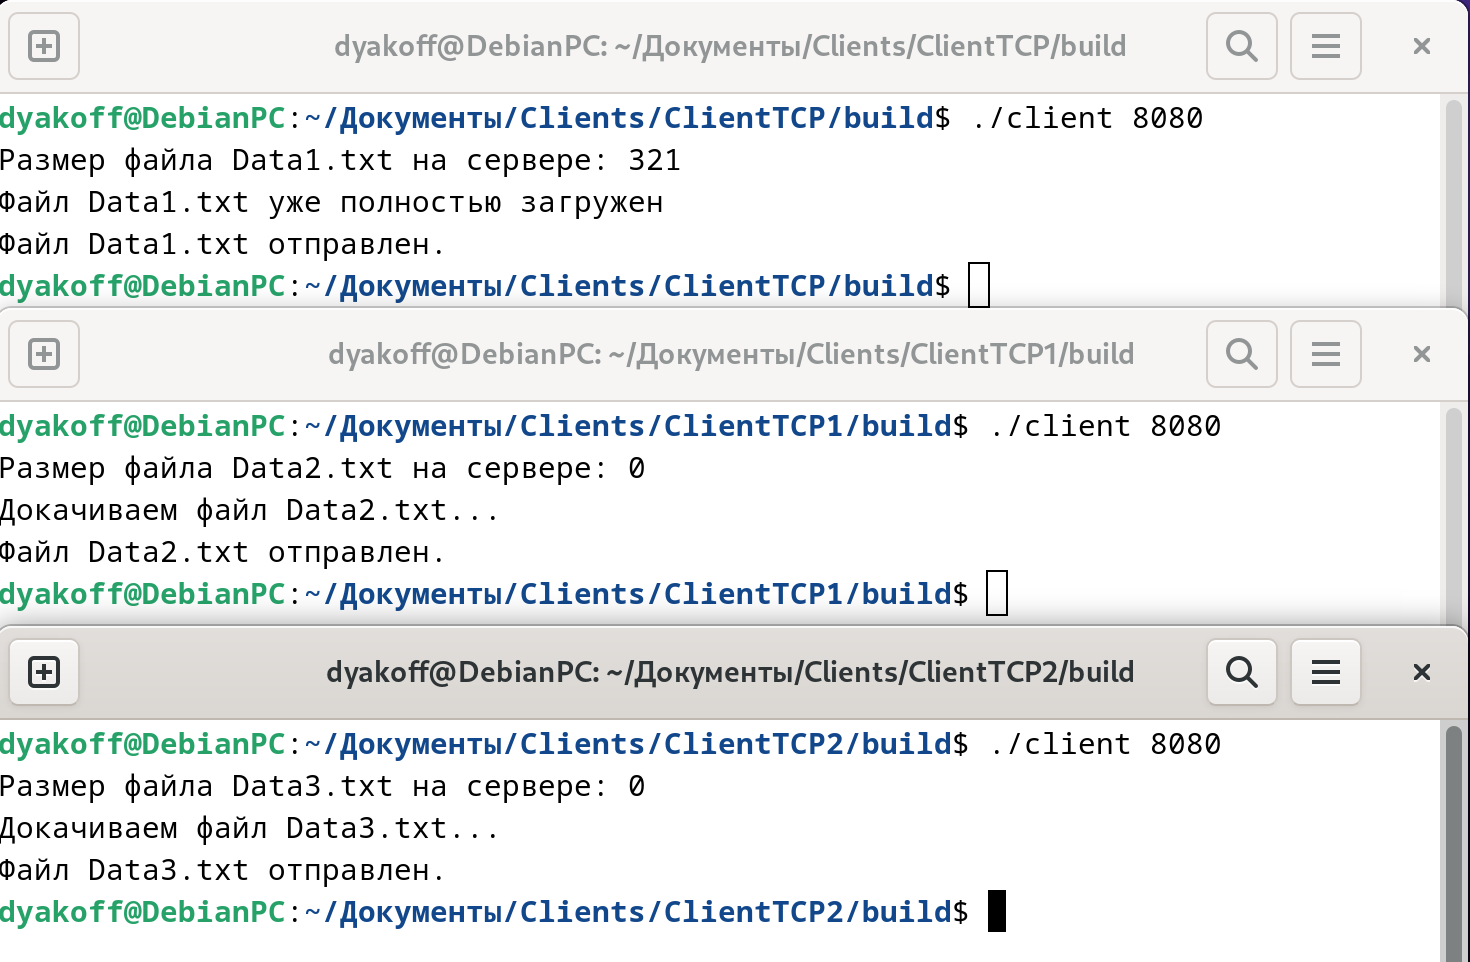 dyakoff@DebianPC: ~/Документы/Clients/ClientTCP/build
dyakoff@DebianPC:~/Документы/Clients/ClientTCP/build$ ./client 8080
Размер файла Data1.txt на сервере: 321
Файл Data1.txt уже полностью загружен
Файл Data1.txt отправлен.
dyakoff@DebianPC:~/Документы/Clients/ClientTCP/build$
dyakoff@DebianPC: ~/Документы/Clients/ClientTCP1/build
dyakoff@DebianPC:~/Документы/Clients/ClientTCP1/build$ ./client 8080
Размер файла Data2.txt на сервере: 0
Докачиваем файл Data2.txt...
Файл Data2.txt отправлен.
dyakoff@DebianPC:~/Документы/Clients/ClientTCP1/build$
dyakoff@DebianPC: ~/Документы/Clients/ClientTCP2/build
dyakoff@DebianPC:~/Документы/Clients/ClientTCP2/build$ ./client 8080
Размер файла Data3.txt на сервере: 0
Докачиваем файл Data3.txt...
Файл Data3.txt отправлен.
dyakoff@DebianPC:~/Документы/Clients/ClientTCP2/build$